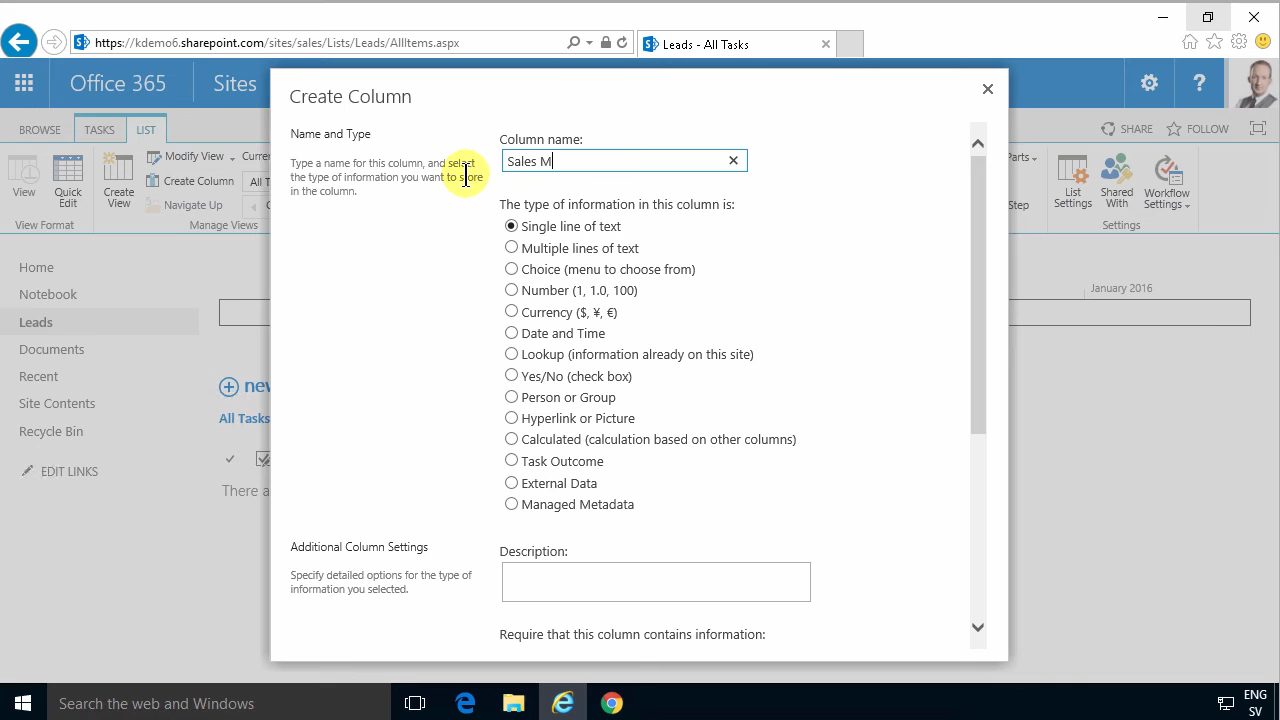 https://kdemo6.sharepoint.com/sites/sales/Lists/Leads/AllItems.aspx
Leads - All Tasks
Office 365
Sites
BROWSE
TASKS
LIST
SHARE
FOLLOW
View
Quick Edit
Create View
Modify View
Create Column
Navigate Up
View Format
Manage Views
List Settings
Shared With
Workflow Settings
Settings
Home
Notebook
Leads
Documents
Recent
Site Contents
Recycle Bin
EDIT LINKS
All Tasks
There a
January 2016
Create Column
Name and Type
Type a name for this column, and select
the type of information you want to store
in the column.
Column name:
Sales M
The type of information in this column is:
Single line of text
Multiple lines of text
Choice (menu to choose from)
Number (1, 1.0, 100)
Currency ($, ¥, €)
Date and Time
Lookup (information already on this site)
Yes/No (check box)
Person or Group
Hyperlink or Picture
Calculated (calculation based on other columns)
Task Outcome
External Data
Managed Metadata
Additional Column Settings
Specify detailed options for the type of
information you selected.
Description:
Require that this column contains information:
Search the web and Windows
ENG
SV